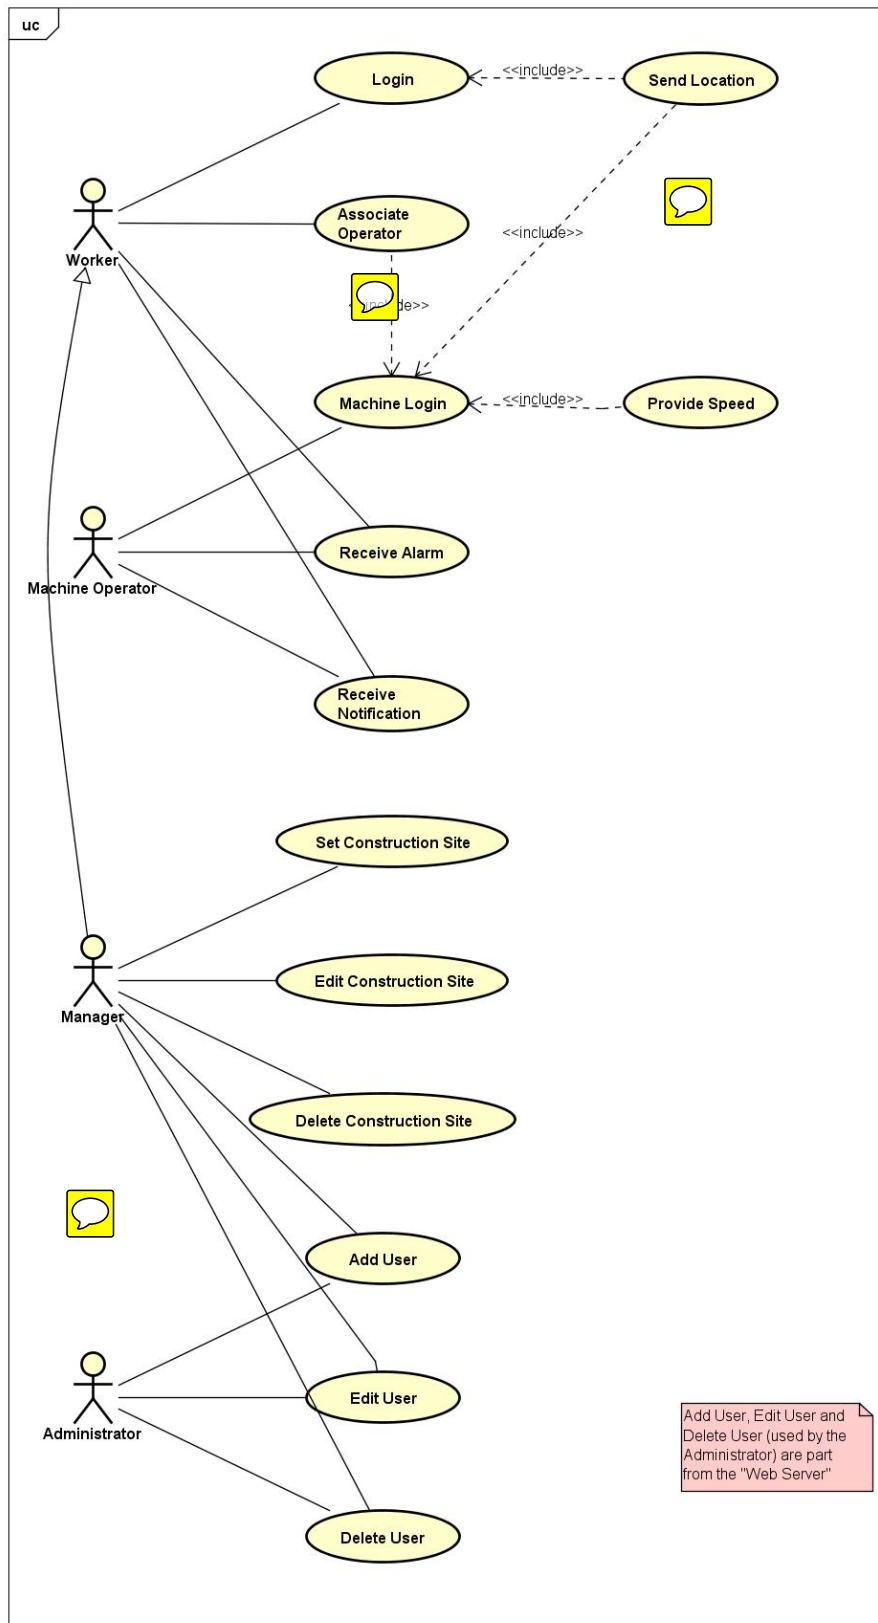 uc
Login
<<include>>
Send Location
Associate
Operator
<<include>>
Worker
Machine Login
<<include>>
Provide Speed
Receive Alarm
Machine Operator
Receive
Notification
Set Construction Site
Edit Construction Site
Manager
Delete Construction Site
Add User
Edit User
Administrator
Add User, Edit User and
Delete User (used by the
Administrator) are part
from the "Web Server"
Delete User